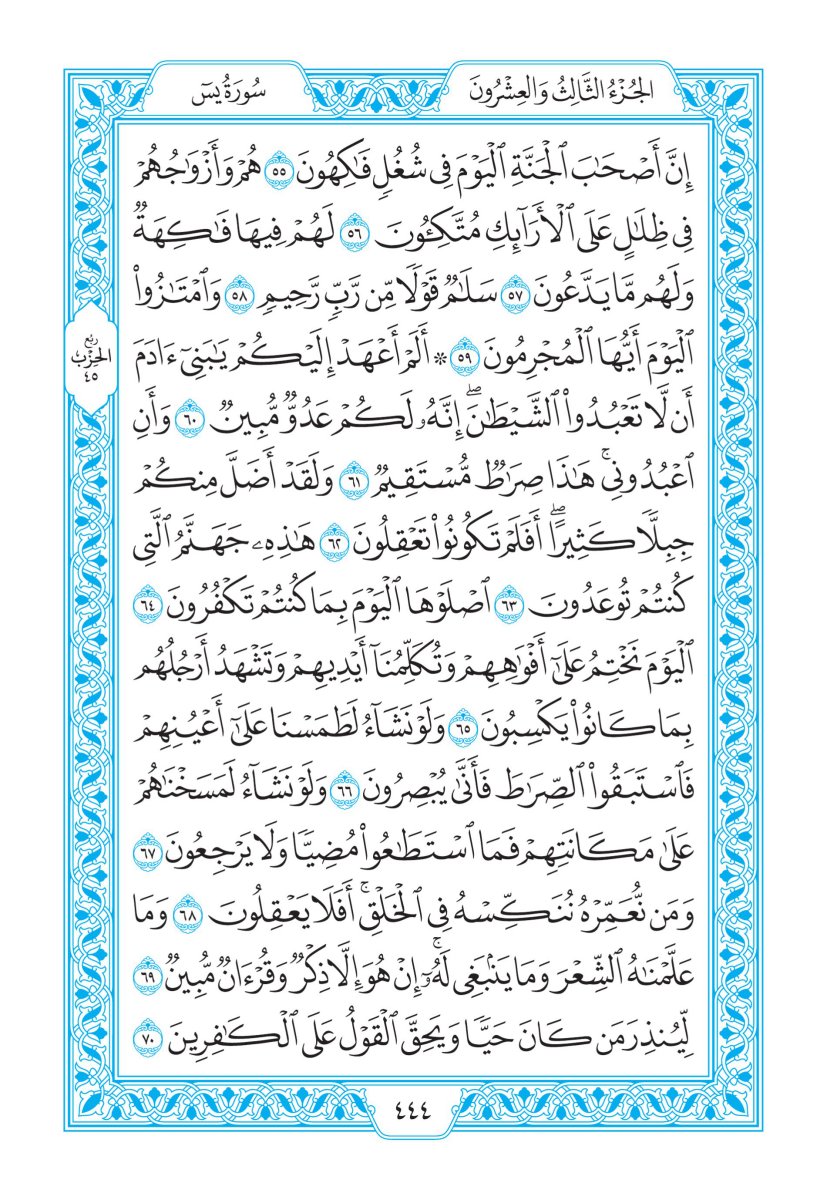 الجُزْءُ الثَّالِثُ وَالعِشْرُونَ
سُورَةُ يسٓ
إِنَّ أَصْحَٰبَ ٱلْجَنَّةِ ٱلْيَوْمَ فِى شُغُلٍ فَٰكِهُونَ ٥٥ هُمْ وَأَزْوَٰجُهُمْ
فِى ظِلَٰلٍ عَلَى ٱلْأَرَآئِكِ مُتَّكِـُٔونَ ٥٦ لَهُمْ فِيهَا فَٰكِهَةٌ
وَلَهُم مَّا يَدَّعُونَ ٥٧ سَلَٰمٌ قَوْلًا مِّن رَّبٍّ رَّحِيمٍ ٥٨ وَٱمْتَٰزُوا۟
ٱلْيَوْمَ أَيُّهَا ٱلْمُجْرِمُونَ ٥٩ * أَلَمْ أَعْهَدْ إِلَيْكُمْ يَٰبَنِىٓ ءَادَمَ
أَن لَّا تَعْبُدُوا۟ ٱلشَّيْطَٰنَۖ إِنَّهُۥ لَكُمْ عَدُوٌّ مُّبِينٌ ٦٠ وَأَنِ
ٱعْبُدُونِىۚ هَٰذَا صِرَٰطٌ مُّسْتَقِيمٌ ٦١ وَلَقَدْ أَضَلَّ مِنكُمْ
جِبِلًّا كَثِيرًاۖ أَفَلَمْ تَكُونُوا۟ تَعْقِلُونَ ٦٢ هَٰذِهِۦ جَهَنَّمُ ٱلَّتِى
كُنتُمْ تُوعَدُونَ ٦٣ ٱصْلَوْهَا ٱلْيَوْمَ بِمَا كُنتُمْ تَكْفُرُونَ ٦٤
ٱلْيَوْمَ نَخْتِمُ عَلَىٰٓ أَفْوَٰهِهِمْ وَتُكَلِّمُنَآ أَيْدِيهِمْ وَتَشْهَدُ أَرْجُلُهُم
بِمَا كَانُوا۟ يَكْسِبُونَ ٦٥ وَلَوْ نَشَآءُ لَطَمَسْنَا عَلَىٰٓ أَعْيُنِهِمْ
فَٱسْتَبَقُوا۟ ٱلصِّرَٰطَ فَأَنَّىٰ يُبْصِرُونَ ٦٦ وَلَوْ نَشَآءُ لَمَسَخْنَٰهُمْ
عَلَىٰ مَكَانَتِهِمْ فَمَا ٱسْتَطَٰعُوا۟ مُضِيًّا وَلَا يَرْجِعُونَ ٦٧
وَمَن نُّعَمِّرْهُ نُنَكِّسْهُ فِى ٱلْخَلْقِۚ أَفَلَا يَعْقِلُونَ ٦٨ وَمَا
عَلَّمْنَٰهُ ٱلشِّعْرَ وَمَا يَنۢبَغِى لَهُۥٓۚ إِنْ هُوَ إِلَّا ذِكْرٌ وَقُرْءَانٌ مُّبِينٌ ٦٩
لِّيُنذِرَ مَن كَانَ حَيًّا وَيَحِقَّ ٱلْقَوْلُ عَلَى ٱلْكَٰفِرِينَ ٧٠
ربع
الحِزْب
٤٥
٤٤٤